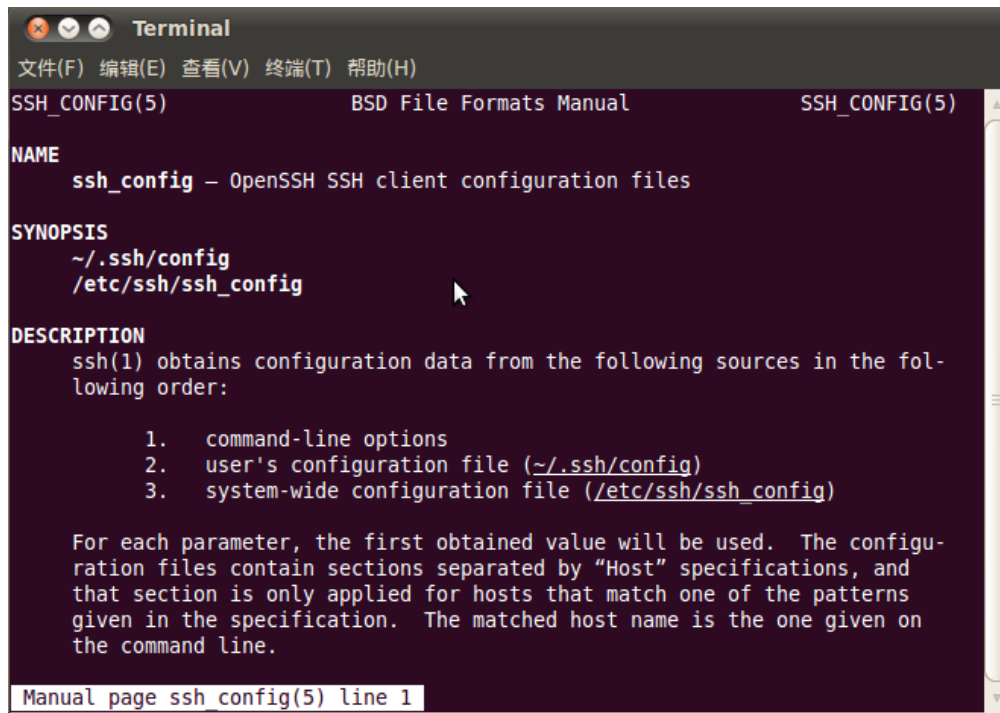 Terminal
文件(F) 编辑(E) 查看(V) 终端(T) 帮助(H)
SSH_CONFIG(5) BSD File Formats Manual SSH_CONFIG(5)
NAME
ssh_config — OpenSSH SSH client configuration files
SYNOPSIS
~/.ssh/config
/etc/ssh/ssh_config
DESCRIPTION
ssh(1) obtains configuration data from the following sources in the fol-
lowing order:
1. command-line options
2. user's configuration file (~/.ssh/config)
3. system-wide configuration file (/etc/ssh/ssh_config)
For each parameter, the first obtained value will be used. The configu-
ration files contain sections separated by “Host” specifications, and
that section is only applied for hosts that match one of the patterns
given in the specification. The matched host name is the one given on
the command line.
Manual page ssh_config(5) line 1